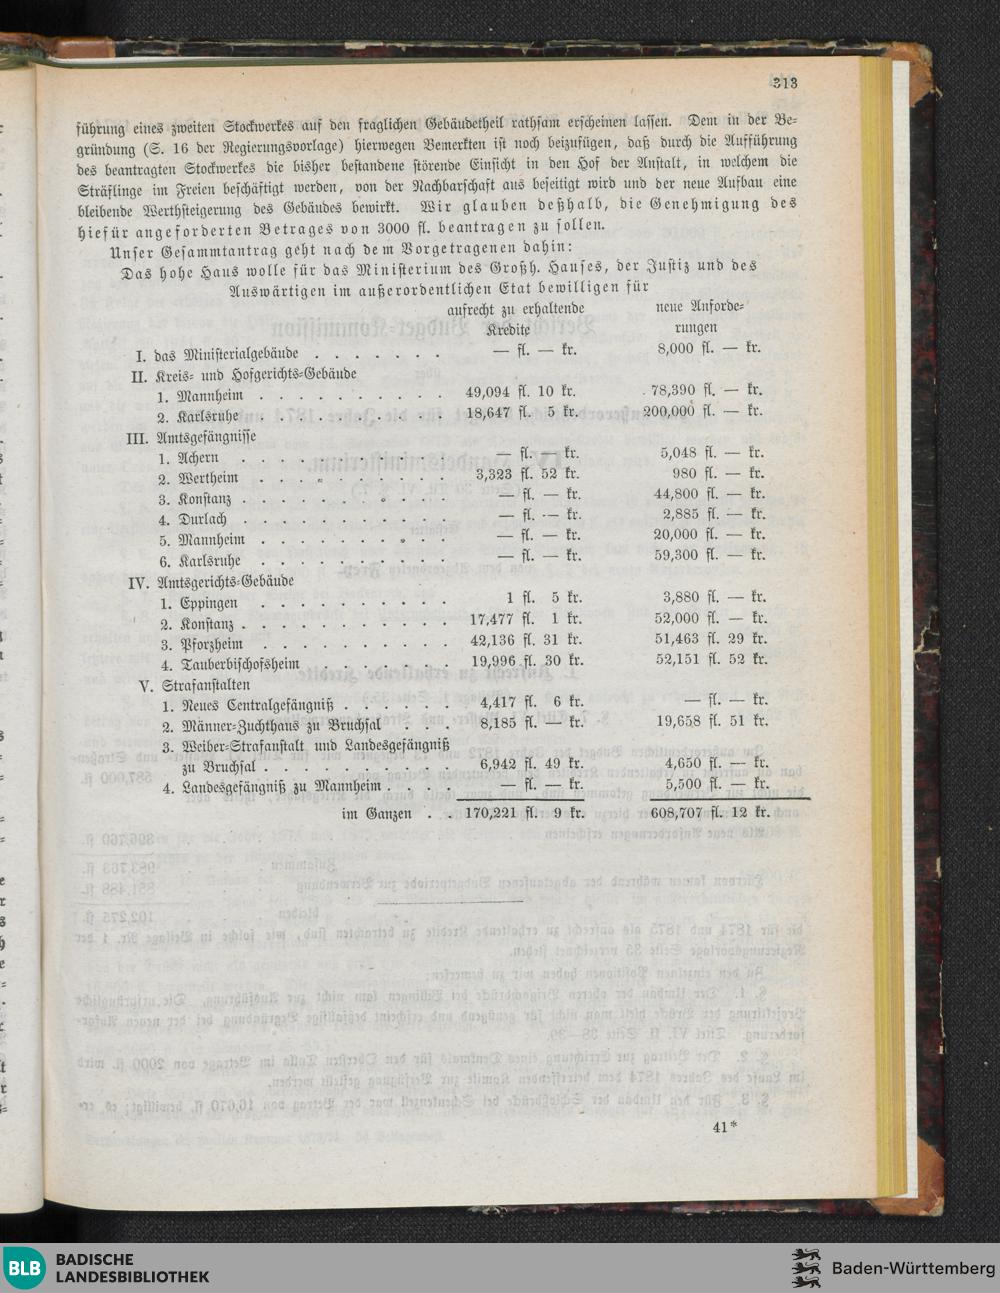 313
führung eines zweiten Stockwerkes auf den fraglichen Gebäudetheil rathsam erscheinen lassen. Dem in der Be-
gründung (S. 16 der Regierungsvorlage) hierwegen Bemerkten ist noch beizufügen, daß durch die Aufführung
des beantragten Stockwerkes die bisher bestandene störende Einsicht in den Hof der Anstalt, in welchem die
Sträflinge im Freien beschäftigt werden, von der Nachbarschaft aus beseitigt wird und der neue Aufbau eine
bleibende Werthsteigerung des Gebäudes bewirkt. Wir glauben deßhalb, die Genehmigung des
hiefür angeforderten Betrages von 3000 fl. beantragen zu sollen.
Unser Gesammtantrag geht nach dem Vorgetragenen dahin:
Das hohe Haus wolle für das Ministerium des Großh. Hauses, der Justiz und des
Auswärtigen im außerordentlichen Etat bewilligen für
aufrecht zu erhaltende neue Anforde-
Kredite rungen
I. das Ministerialgebäude . . . . . . . — fl. — kr. 8,000 fl. — kr.
II. Kreis- und Hofgerichts-Gebäude
1. Mannheim . . . . . . . . . . 49,094 fl. 10 kr. 78,390 fl. — kr.
2. Karlsruhe . . . . . . . . . . 18,647 fl. 5 kr. 200,000 fl. — kr.
III. Amtsgefängnisse
1. Achern . . . . . . . . . . . — fl. — kr. 5,048 fl. — kr.
2. Wertheim . . . . . . . . . . 3,323 fl. 52 kr. 980 fl. — kr.
3. Konstanz . . . . . . . . . . . — fl. — kr. 44,800 fl. — kr.
4. Durlach . . . . . . . . . . . — fl. — kr. 2,885 fl. — kr.
5. Mannheim . . . . . . . . . . — fl. — kr. 20,000 fl. — kr.
6. Karlsruhe . . . . . . . . . . — fl. — kr. 59,300 fl. — kr.
IV. Amtsgerichts-Gebäude
1. Eppingen . . . . . . . . . . 1 fl. 5 kr. 3,880 fl. — kr.
2. Konstanz . . . . . . . . . . . 17,477 fl. 1 kr. 52,000 fl. — kr.
3. Pforzheim . . . . . . . . . . 42,136 fl. 31 kr. 51,463 fl. 29 kr.
4. Tauberbischofsheim . . . . . . . 19,996 fl. 30 kr. 52,151 fl. 52 kr.
V. Strafanstalten
1. Neues Centralgefängniß . . . . . . 4,417 fl. 6 kr. — fl. — kr.
2. Männer-Zuchthaus zu Bruchsal . . . 8,185 fl. — kr. 19,658 fl. 51 kr.
3. Weiber-Strafanstalt und Landesgefängniß
zu Bruchsal . . . . . . . . . . 6,942 fl. 49 kr. 4,650 fl. — kr.
4. Landesgefängniß zu Mannheim . . . . — fl. — kr. 5,500 fl. — kr.
im Ganzen . . 170,221 fl. 9 kr. 608,707 fl. 12 kr.
41*
BLB BADISCHE
LANDESBIBLIOTHEK
Baden-Württemberg